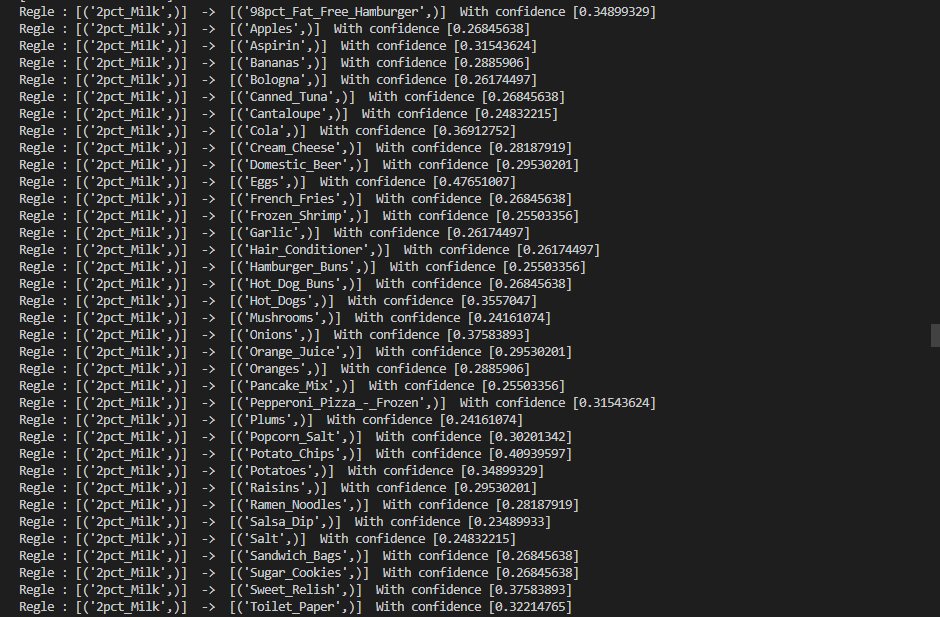 Regle : [('2pct_Milk',)]  ->  [('98pct_Fat_Free_Hamburger',)]  With confidence [0.34899329]
Regle : [('2pct_Milk',)]  ->  [('Apples',)]  With confidence [0.26845638]
Regle : [('2pct_Milk',)]  ->  [('Aspirin',)]  With confidence [0.31543624]
Regle : [('2pct_Milk',)]  ->  [('Bananas',)]  With confidence [0.2885906]
Regle : [('2pct_Milk',)]  ->  [('Bologna',)]  With confidence [0.26174497]
Regle : [('2pct_Milk',)]  ->  [('Canned_Tuna',)]  With confidence [0.26845638]
Regle : [('2pct_Milk',)]  ->  [('Cantaloupe',)]  With confidence [0.24832215]
Regle : [('2pct_Milk',)]  ->  [('Cola',)]  With confidence [0.36912752]
Regle : [('2pct_Milk',)]  ->  [('Cream_Cheese',)]  With confidence [0.28187919]
Regle : [('2pct_Milk',)]  ->  [('Domestic_Beer',)]  With confidence [0.29530201]
Regle : [('2pct_Milk',)]  ->  [('Eggs',)]  With confidence [0.47651007]
Regle : [('2pct_Milk',)]  ->  [('French_Fries',)]  With confidence [0.26845638]
Regle : [('2pct_Milk',)]  ->  [('Frozen_Shrimp',)]  With confidence [0.25503356]
Regle : [('2pct_Milk',)]  ->  [('Garlic',)]  With confidence [0.26174497]
Regle : [('2pct_Milk',)]  ->  [('Hair_Conditioner',)]  With confidence [0.26174497]
Regle : [('2pct_Milk',)]  ->  [('Hamburger_Buns',)]  With confidence [0.25503356]
Regle : [('2pct_Milk',)]  ->  [('Hot_Dog_Buns',)]  With confidence [0.26845638]
Regle : [('2pct_Milk',)]  ->  [('Hot_Dogs',)]  With confidence [0.3557047]
Regle : [('2pct_Milk',)]  ->  [('Mushrooms',)]  With confidence [0.24161074]
Regle : [('2pct_Milk',)]  ->  [('Onions',)]  With confidence [0.37583893]
Regle : [('2pct_Milk',)]  ->  [('Orange_Juice',)]  With confidence [0.29530201]
Regle : [('2pct_Milk',)]  ->  [('Oranges',)]  With confidence [0.2885906]
Regle : [('2pct_Milk',)]  ->  [('Pancake_Mix',)]  With confidence [0.25503356]
Regle : [('2pct_Milk',)]  ->  [('Pepperoni_Pizza_-_Frozen',)]  With confidence [0.31543624]
Regle : [('2pct_Milk',)]  ->  [('Plums',)]  With confidence [0.24161074]
Regle : [('2pct_Milk',)]  ->  [('Popcorn_Salt',)]  With confidence [0.30201342]
Regle : [('2pct_Milk',)]  ->  [('Potato_Chips',)]  With confidence [0.40939597]
Regle : [('2pct_Milk',)]  ->  [('Potatoes',)]  With confidence [0.34899329]
Regle : [('2pct_Milk',)]  ->  [('Raisins',)]  With confidence [0.29530201]
Regle : [('2pct_Milk',)]  ->  [('Ramen_Noodles',)]  With confidence [0.28187919]
Regle : [('2pct_Milk',)]  ->  [('Salsa_Dip',)]  With confidence [0.23489933]
Regle : [('2pct_Milk',)]  ->  [('Salt',)]  With confidence [0.24832215]
Regle : [('2pct_Milk',)]  ->  [('Sandwich_Bags',)]  With confidence [0.26845638]
Regle : [('2pct_Milk',)]  ->  [('Sugar_Cookies',)]  With confidence [0.26845638]
Regle : [('2pct_Milk',)]  ->  [('Sweet_Relish',)]  With confidence [0.37583893]
Regle : [('2pct_Milk',)]  ->  [('Toilet_Paper',)]  With confidence [0.32214765]